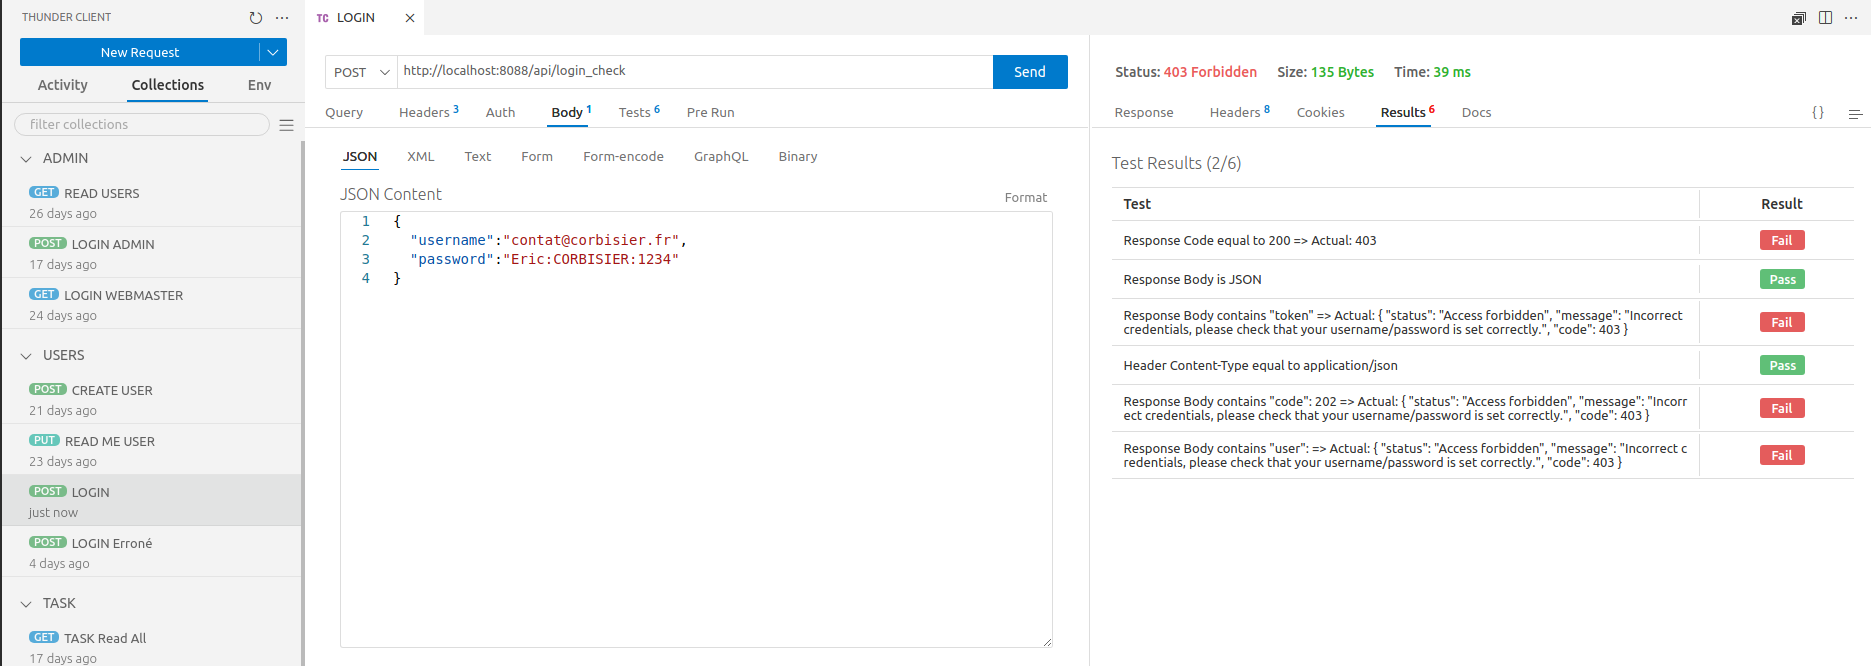 THUNDER CLIENT
New Request
Activity
Collections
Env
filter collections
ADMIN
GET READ USERS
26 days ago
POST LOGIN ADMIN
17 days ago
GET LOGIN WEBMASTER
24 days ago
USERS
POST CREATE USER
21 days ago
PUT READ ME USER
23 days ago
POST LOGIN
just now
POST LOGIN Erroné
4 days ago
TASK
GET TASK Read All
17 days ago
TC LOGIN
POST
http://localhost:8088/api/login_check
Send
Query
Headers 3
Auth
Body 1
Tests 6
Pre Run
JSON
XML
Text
Form
Form-encode
GraphQL
Binary
JSON Content
Format
1 {
2 "username":"contat@corbisier.fr",
3 "password":"Eric:CORBISIER:1234"
4 }
Status: 403 Forbidden
Size: 135 Bytes
Time: 39 ms
Response
Headers 8
Cookies
Results 6
Docs
{}
Test Results (2/6)
Test
Result
Response Code equal to 200 => Actual: 403
Fail
Response Body is JSON
Pass
Response Body contains "token" => Actual: { "status": "Access forbidden", "message": "Incorrect
credentials, please check that your username/password is set correctly.", "code": 403 }
Fail
Header Content-Type equal to application/json
Pass
Response Body contains "code": 202 => Actual: { "status": "Access forbidden", "message": "Incorr
ect credentials, please check that your username/password is set correctly.", "code": 403 }
Fail
Response Body contains "user": => Actual: { "status": "Access forbidden", "message": "Incorrect c
redentials, please check that your username/password is set correctly.", "code": 403 }
Fail